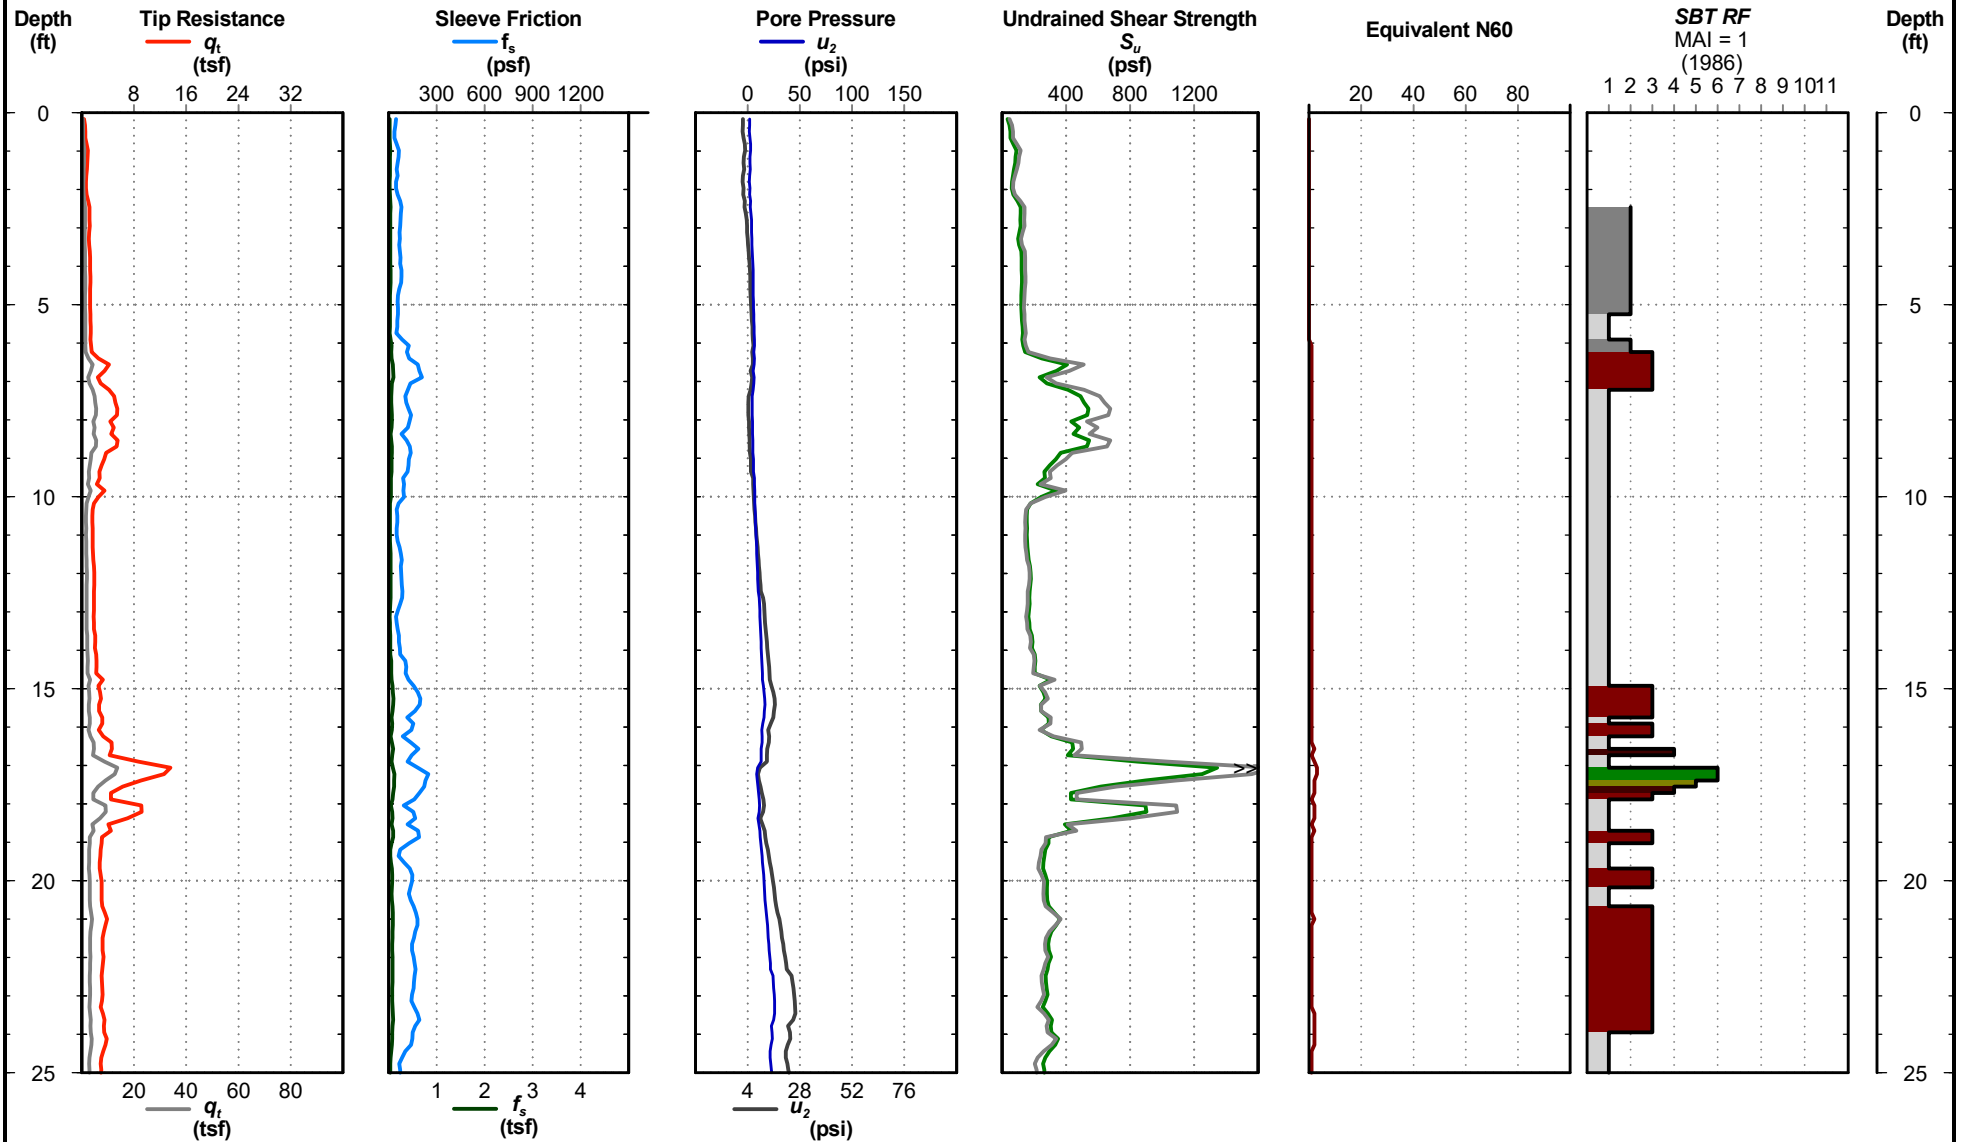 Depth
(ft)
Tip Resistance
qt
(tsf)
Sleeve Friction
fs
(psf)
Pore Pressure
u2
(psi)
Undrained Shear Strength
Su
(psf)
Equivalent N60
SBT RF
MAI = 1
(1986)
Depth
(ft)
8 16 24 32
300 600 900 1200
0 50 100 150
400 800 1200
20 40 60 80
1 2 3 4 5 6 7 8 9 10 11
0 0
5 5
10 10
15 15
>>
20 20
25 25
20 40 60 80
1 2 3 4
4 28 52 76
qt
(tsf)
fs
(tsf)
u2
(psi)